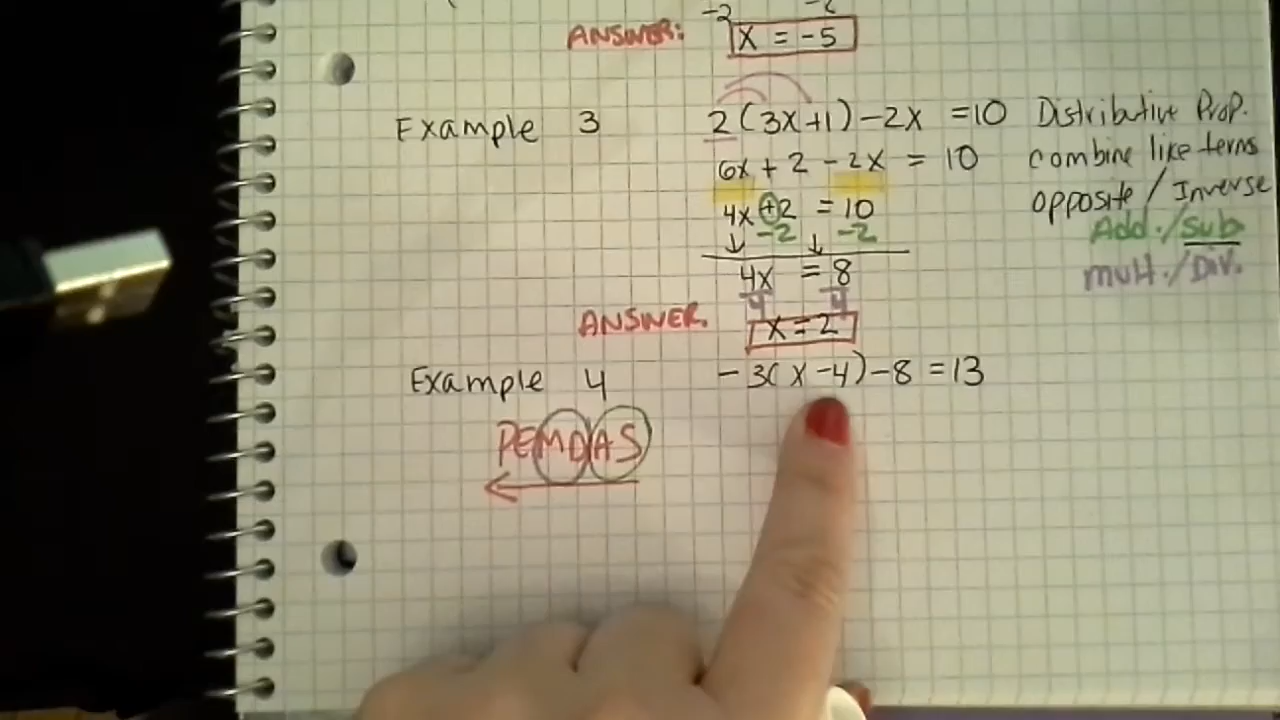 -2 -2
ANSWER: x = -5
Example 3 2(3x+1)-2x =10 Distributive Prop.
6x + 2 - 2x = 10 combine like terms
4x +2 = 10 opposite / Inverse
-2 -2 Add./Sub
4x = 8 mult./Div.
4 4
ANSWER. x = 2
Example 4 -3(x-4)-8 =13
PEMDAS